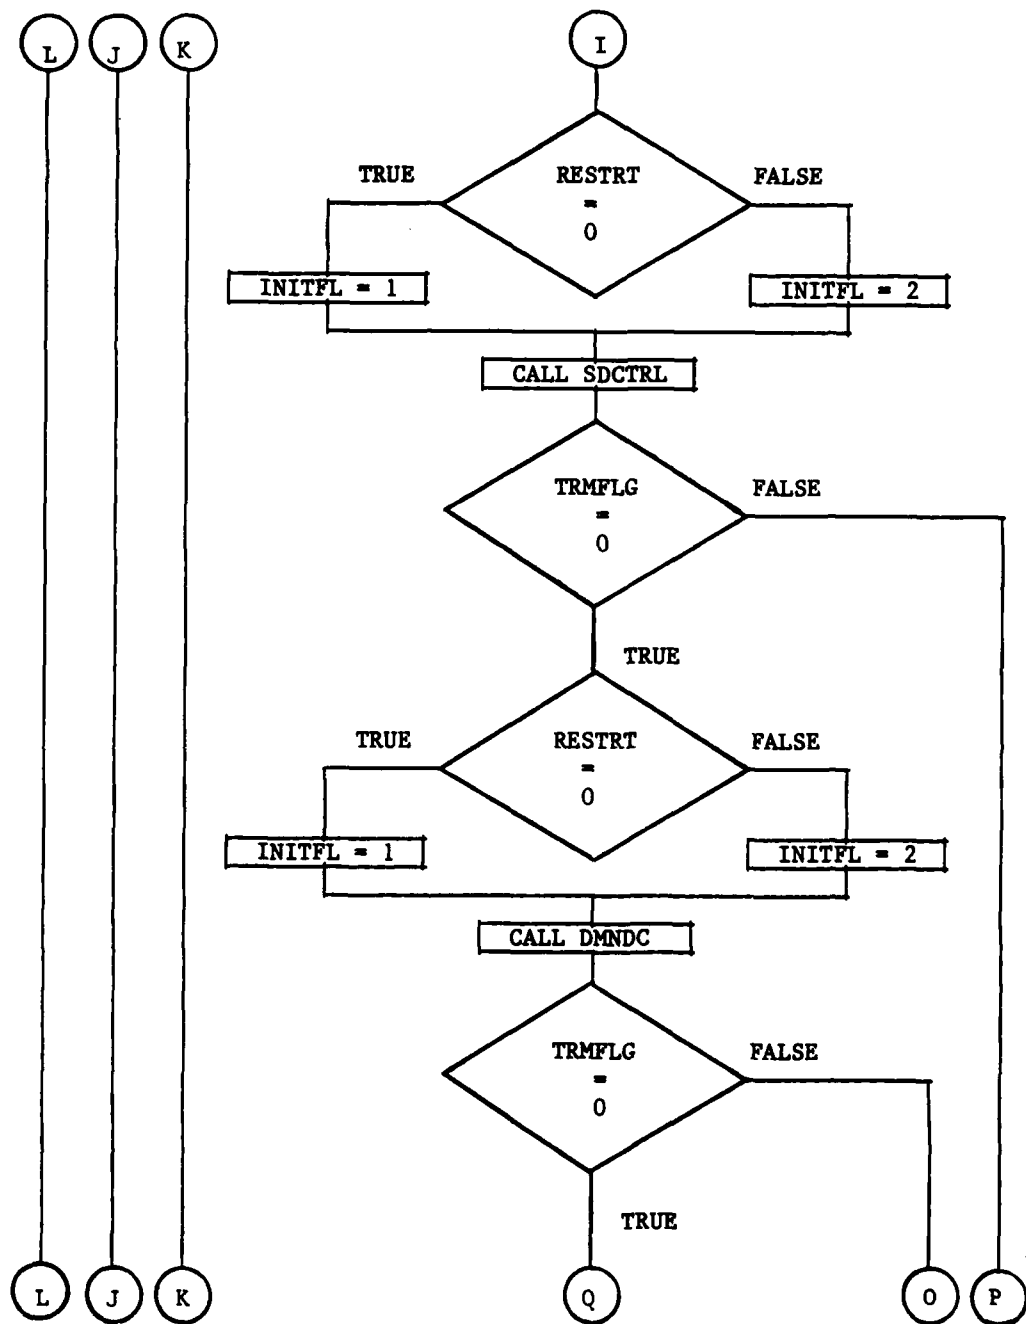 L J K I
RESTRT
=
0
TRUE
FALSE
INITFL = 1
INITFL = 2
CALL SDCTRL
TRMFLG
=
0
FALSE
TRUE
RESTRT
=
0
TRUE
FALSE
INITFL = 1
INITFL = 2
CALL DMNDC
TRMFLG
=
0
FALSE
TRUE
L J K Q O P